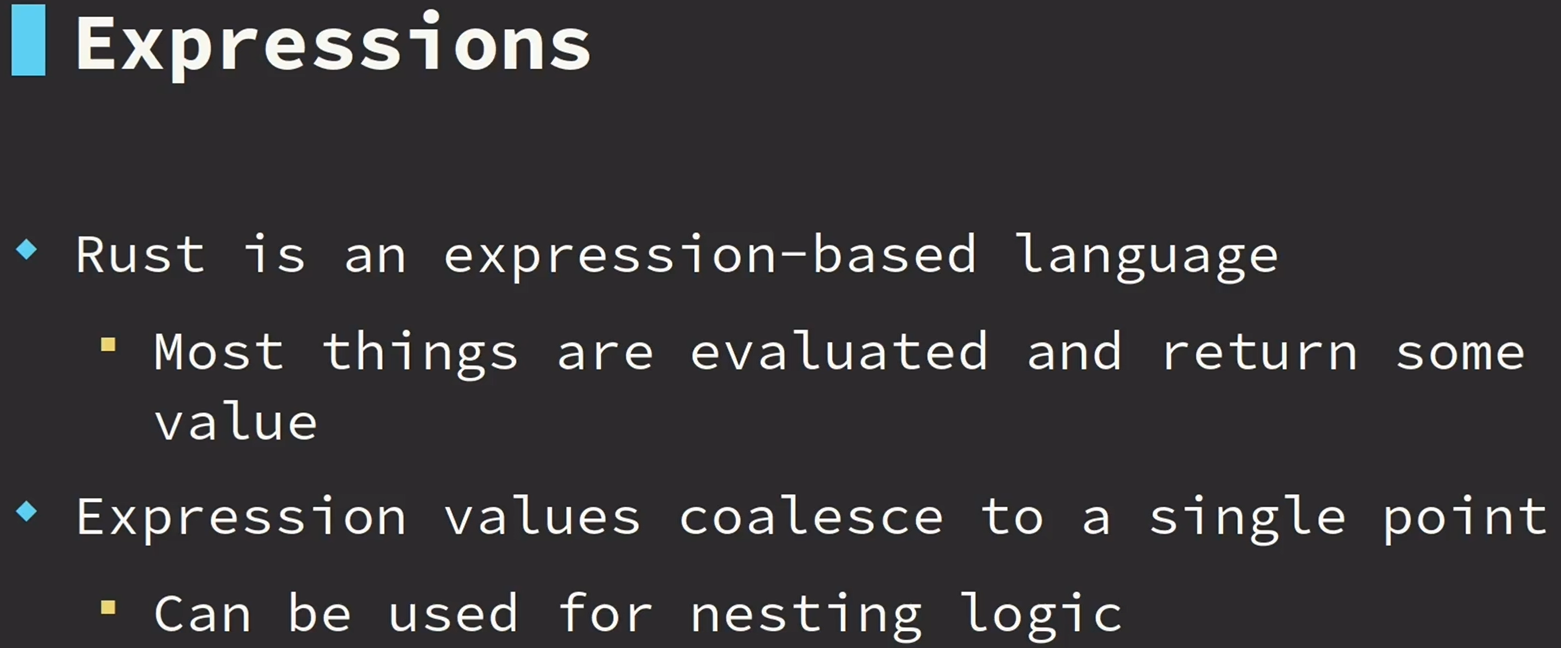 Expressions
Rust is an expression-based language
Most things are evaluated and return some
value
Expression values coalesce to a single point
Can be used for nesting logic